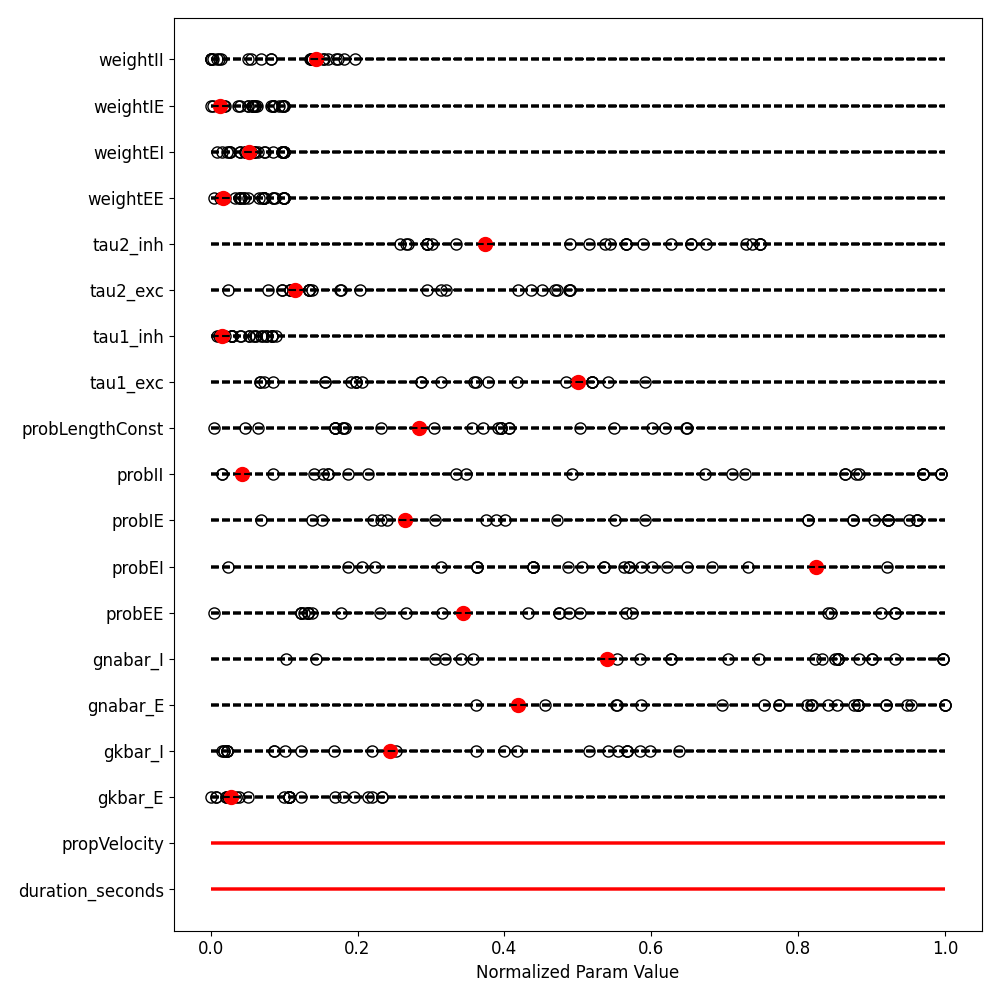 weightII
weightIE
weightEI
weightEE
tau2_inh
tau2_exc
tau1_inh
tau1_exc
probLengthConst
probII
probIE
probEI
probEE
gnabar_I
gnabar_E
gkbar_I
gkbar_E
propVelocity
duration_seconds
0.0 0.2 0.4 0.6 0.8 1.0
Normalized Param Value